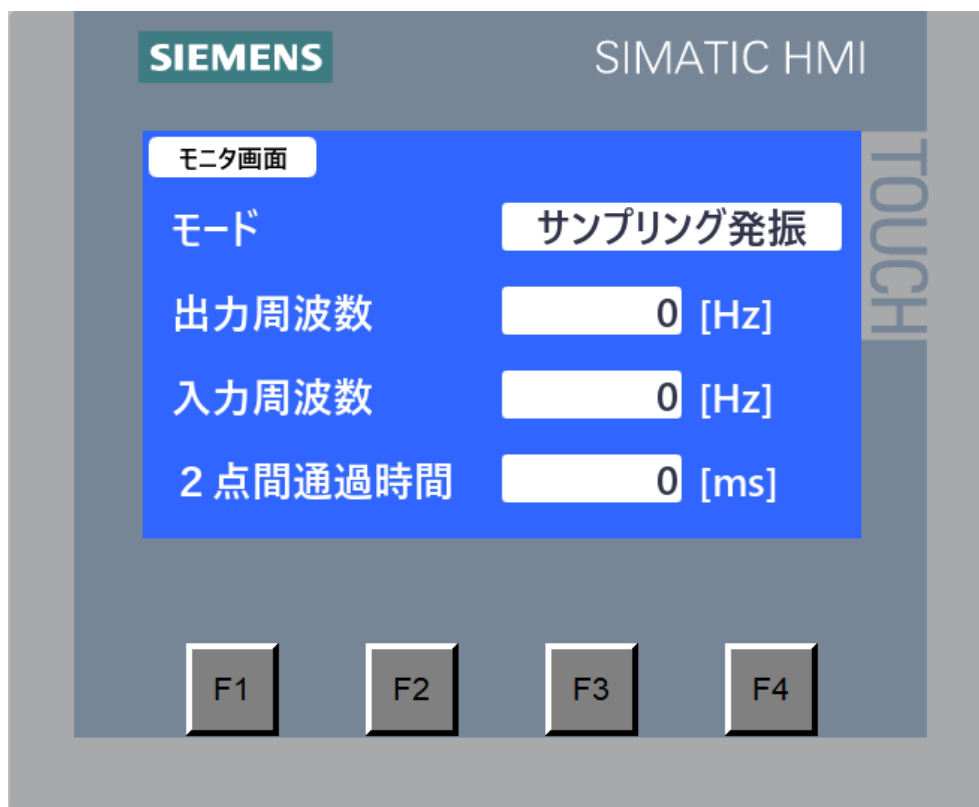 SIEMENS
SIMATIC HMI
TOUCH
モニタ画面
モード サンプリング発振
出力周波数 0 [Hz]
入力周波数 0 [Hz]
２点間通過時間 0 [ms]
F1 F2 F3 F4